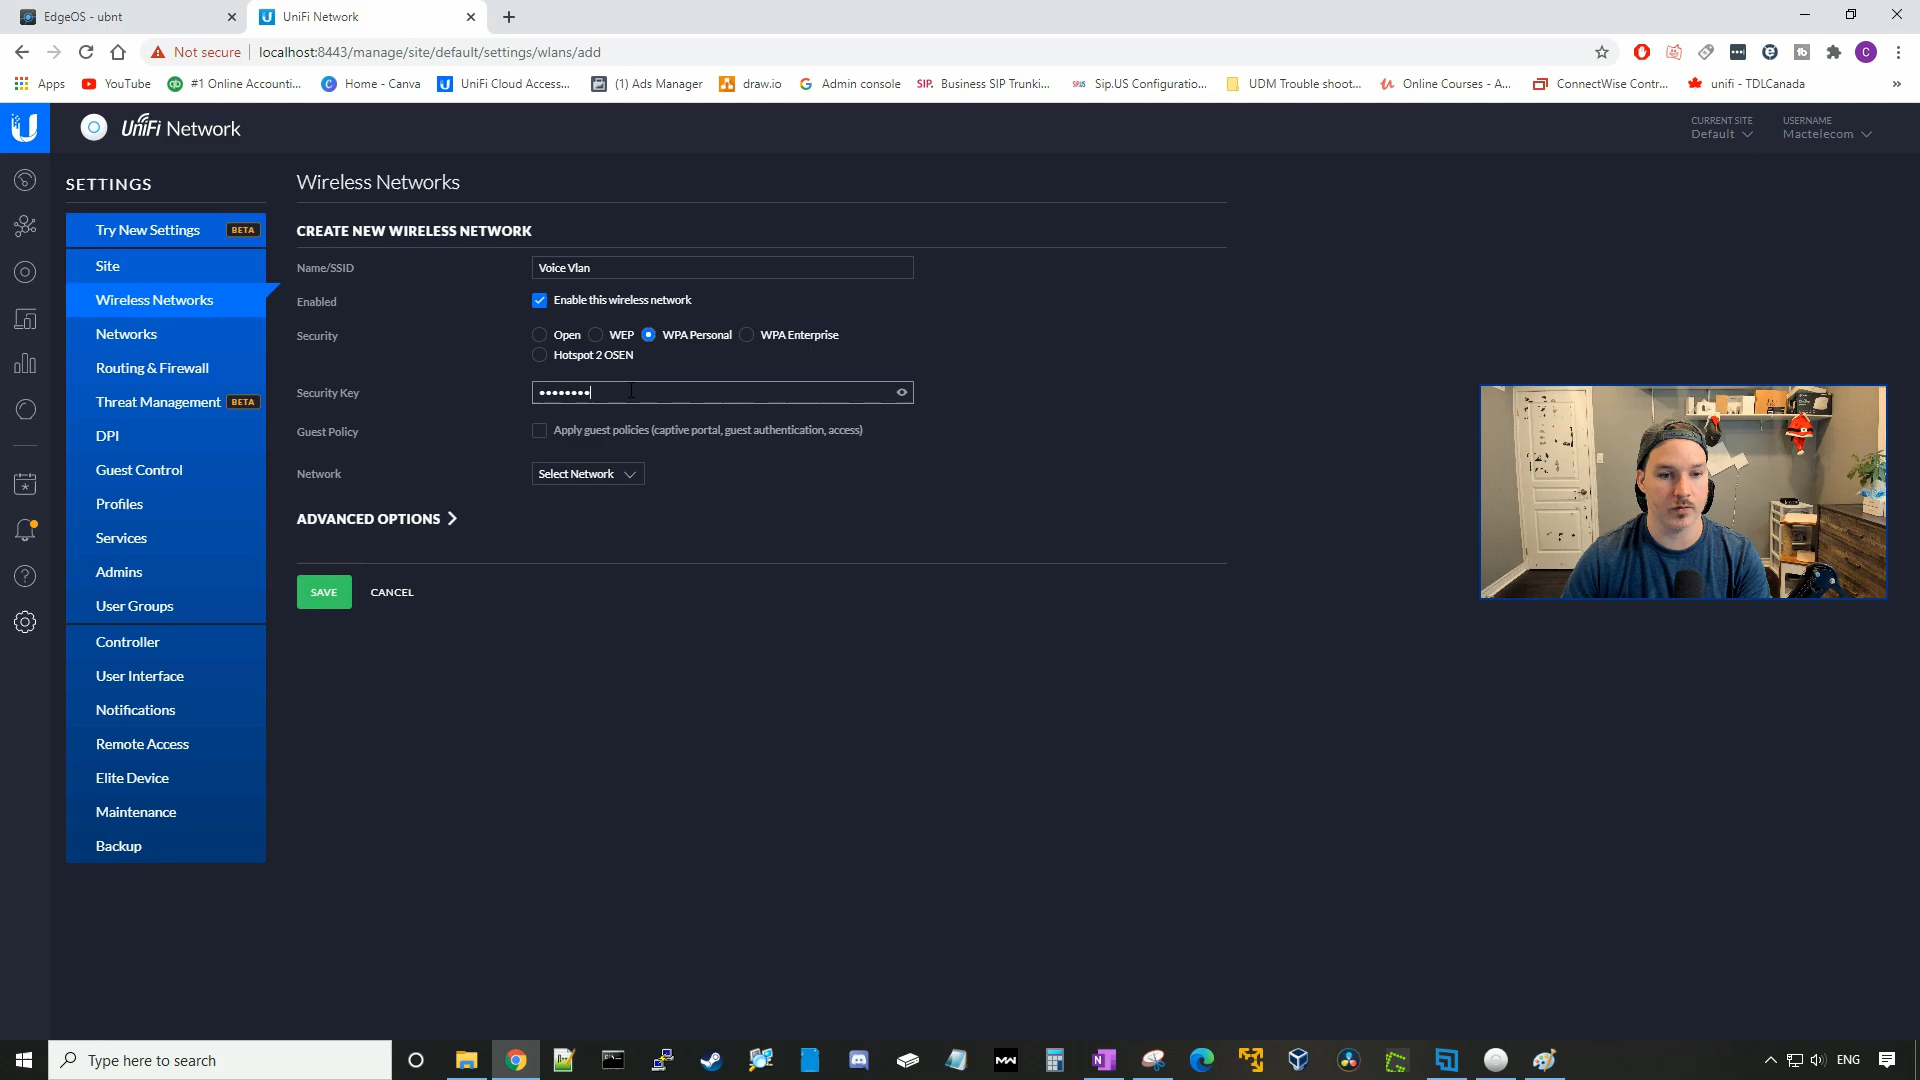 EdgeOS - ubnt
UniFi Network
Not secure
localhost:8443/manage/site/default/settings/wlans/add
Apps
YouTube
#1 Online Accounti...
Home - Canva
UniFi Cloud Access...
(1) Ads Manager
draw.io
Admin console
SIP. Business SIP Trunki...
Sip.US Configuratio...
UDM Trouble shoot...
Online Courses - A...
ConnectWise Contr...
unifi - TDLCanada
UniFi Network
CURRENT SITE
Default
USERNAME
Mactelecom
SETTINGS
Try New Settings BETA
Site
Wireless Networks
Networks
Routing & Firewall
Threat Management BETA
DPI
Guest Control
Profiles
Services
Admins
User Groups
Controller
User Interface
Notifications
Remote Access
Elite Device
Maintenance
Backup
Wireless Networks
CREATE NEW WIRELESS NETWORK
Name/SSID Voice Vlan
Enabled Enable this wireless network
Security Open WEP WPA Personal WPA Enterprise
Hotspot 2 OSEN
Security Key ••••••••
Guest Policy Apply guest policies (captive portal, guest authentication, access)
Network Select Network
ADVANCED OPTIONS
SAVE CANCEL
Type here to search
ENG